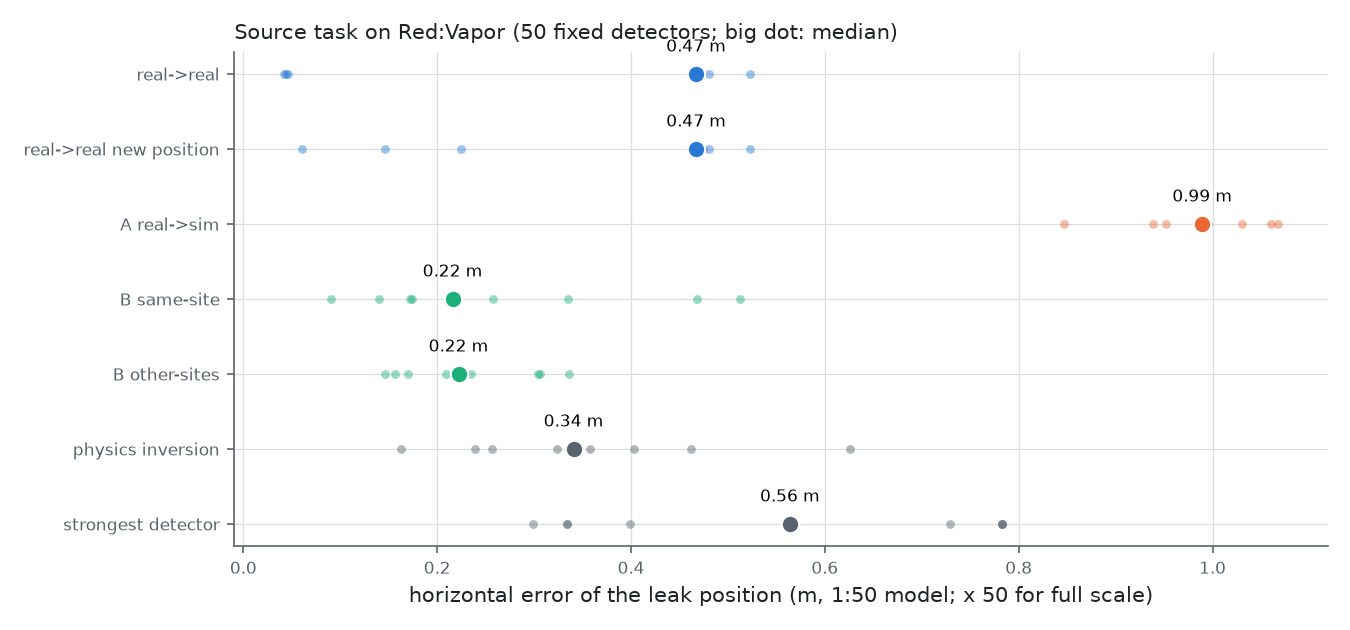 Source task on Red:Vapor (50 fixed detectors; big dot: median)
0.47 m
real->real
0.47 m
real->real new position
0.99 m
A real->sim
0.22 m
B same-site
0.22 m
B other-sites
0.34 m
physics inversion
0.56 m
strongest detector
0.0 0.2 0.4 0.6 0.8 1.0
horizontal error of the leak position (m, 1:50 model; x 50 for full scale)